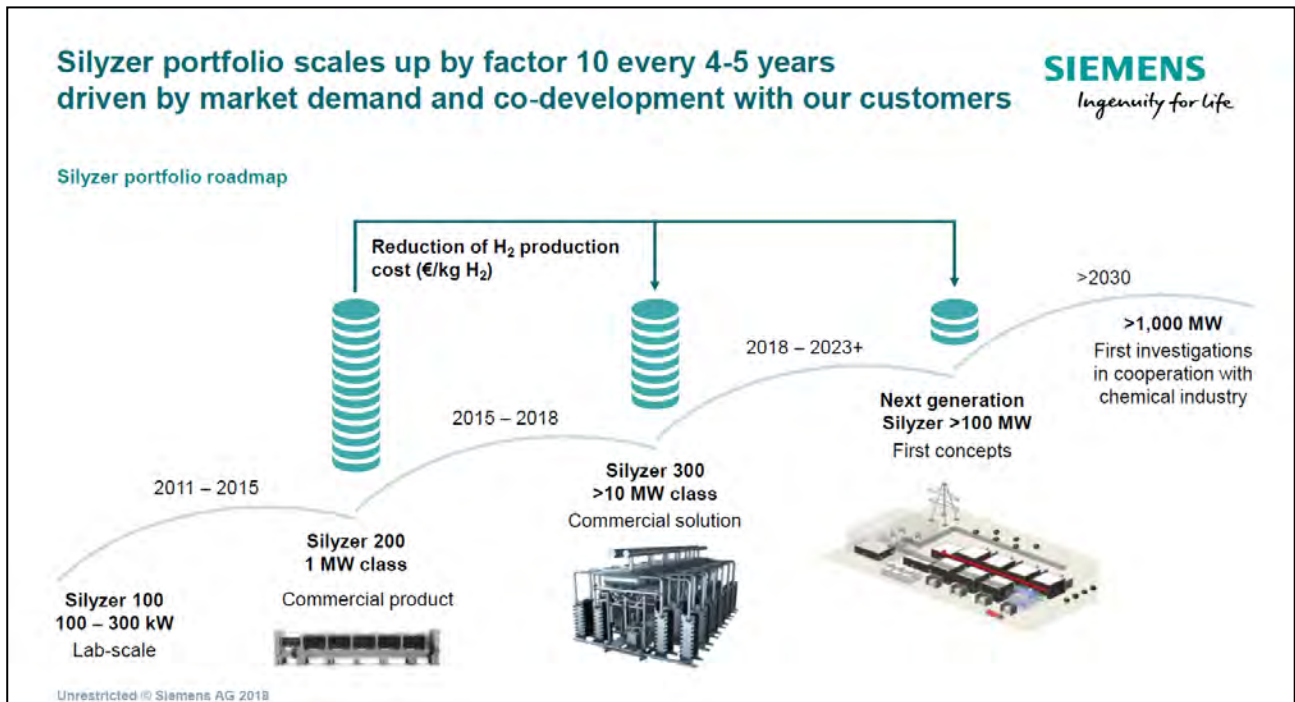 Silyzer portfolio scales up by factor 10 every 4-5 years
driven by market demand and co-development with our customers
SIEMENS
Ingenuity for life
Silyzer portfolio roadmap
Reduction of H₂ production
cost (€/kg H₂)
>2030
>1,000 MW
First investigations
in cooperation with
chemical industry
2018 – 2023+
Next generation
Silyzer >100 MW
First concepts
2015 – 2018
Silyzer 300
>10 MW class
Commercial solution
2011 – 2015
Silyzer 200
1 MW class
Commercial product
Silyzer 100
100 – 300 kW
Lab-scale
Unrestricted © Siemens AG 2018